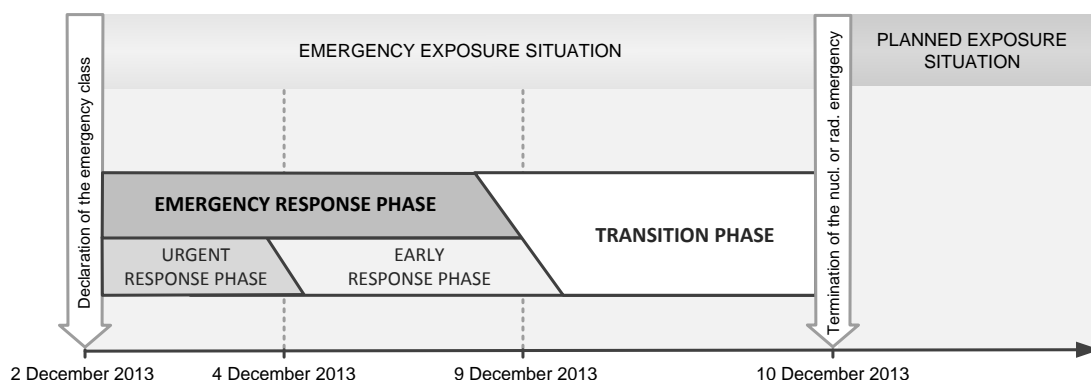 EMERGENCY EXPOSURE SITUATION
PLANNED EXPOSURE
SITUATION
Declaration of the emergency class
Termination of the nucl. or rad. emergency
EMERGENCY RESPONSE PHASE
TRANSITION PHASE
URGENT
RESPONSE PHASE
EARLY
RESPONSE PHASE
2 December 2013
4 December 2013
9 December 2013
10 December 2013